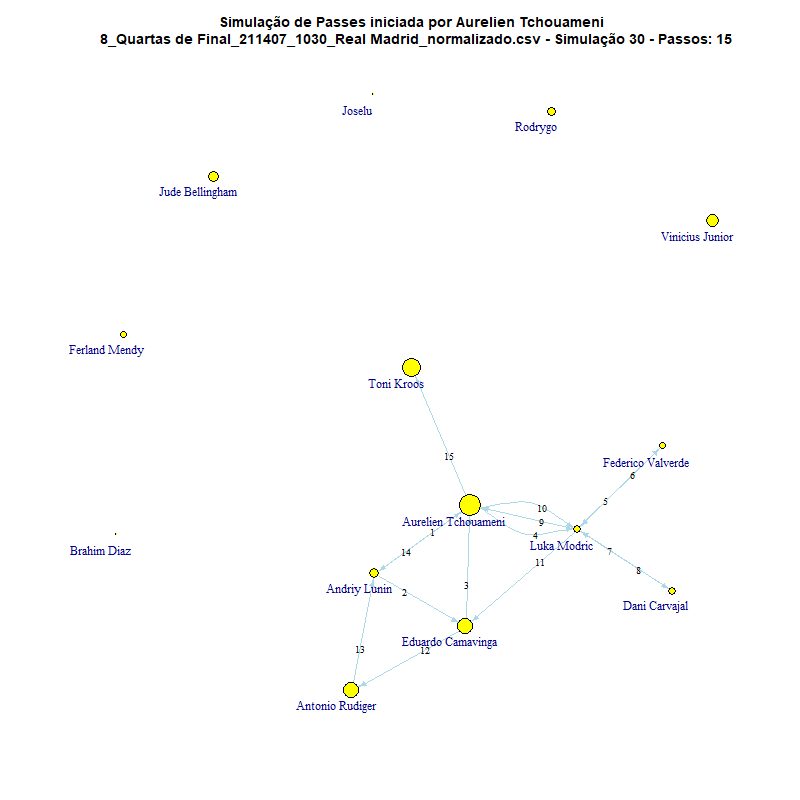 Simulação de Passes iniciada por Aurelien Tchouameni
8_Quartas de Final_211407_1030_Real Madrid_normalizado.csv - Simulação 30 - Passos: 15
Joselu
Rodrygo
Jude Bellingham
Vinicius Junior
Ferland Mendy
Toni Kroos
15
Federico Valverde
6
5
10
Aurelien Tchouameni
9
1
4
Luka Modric
Brahim Diaz
14
7
11
8
3
Andriy Lunin
2
Dani Carvajal
Eduardo Camavinga
13
12
Antonio Rudiger